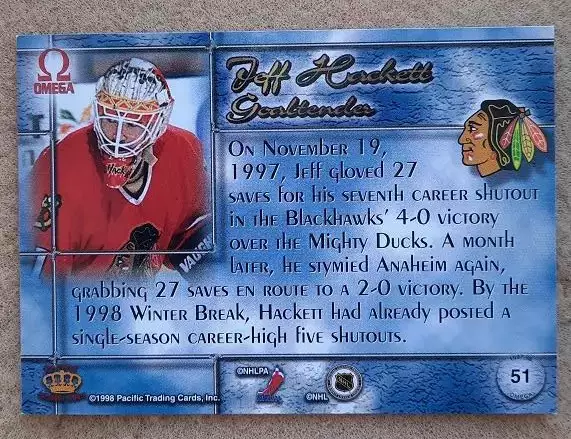 OMEGA
Jeff Hackett
Goaltender
On November 19,
1997, Jeff gloved 27
saves for his seventh career shutout
in the Blackhawks' 4-0 victory
over the Mighty Ducks. A month
later, he stymied Anaheim again,
grabbing 27 saves en route to a 2-0 victory. By the
1998 Winter Break, Hackett had already posted a
single-season career-high five shutouts.
©1998 Pacific Trading Cards, Inc.
©NHLPA
©NHL
51